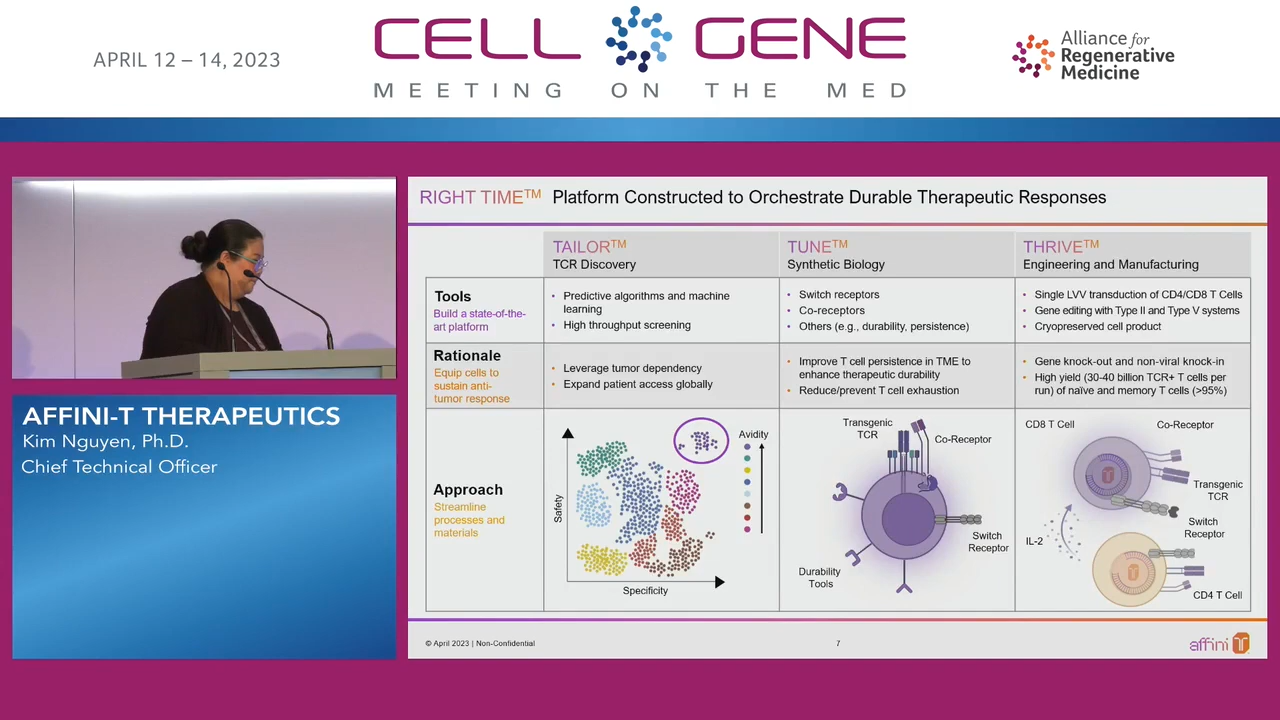 APRIL 12 – 14, 2023
CELL GENE
MEETING ON THE MED
Alliance for
Regenerative
Medicine
AFFINI-T THERAPEUTICS
Kim Nguyen, Ph.D.
Chief Technical Officer
RIGHT TIME™ Platform Constructed to Orchestrate Durable Therapeutic Responses
TAILOR™
TCR Discovery
TUNE™
Synthetic Biology
THRIVE™
Engineering and Manufacturing
Tools
Build a state-of-the-
art platform
• Predictive algorithms and machine
learning
• High throughput screening
• Switch receptors
• Co-receptors
• Others (e.g., durability, persistence)
• Single LVV transduction of CD4/CD8 T Cells
• Gene editing with Type II and Type V systems
• Cryopreserved cell product
Rationale
Equip cells to
sustain anti-
tumor response
• Leverage tumor dependency
• Expand patient access globally
• Improve T cell persistence in TME to
enhance therapeutic durability
• Reduce/prevent T cell exhaustion
• Gene knock-out and non-viral knock-in
• High yield (30-40 billion TCR+ T cells per
run) of naïve and memory T cells (>95%)
Approach
Streamline
processes and
materials
Safety
Specificity
Avidity
Transgenic
TCR
Co-Receptor
Switch
Receptor
Durability
Tools
CD8 T Cell
Co-Receptor
Transgenic
TCR
Switch
Receptor
IL-2
CD4 T Cell
© April 2023 | Non-Confidential
7
affini T